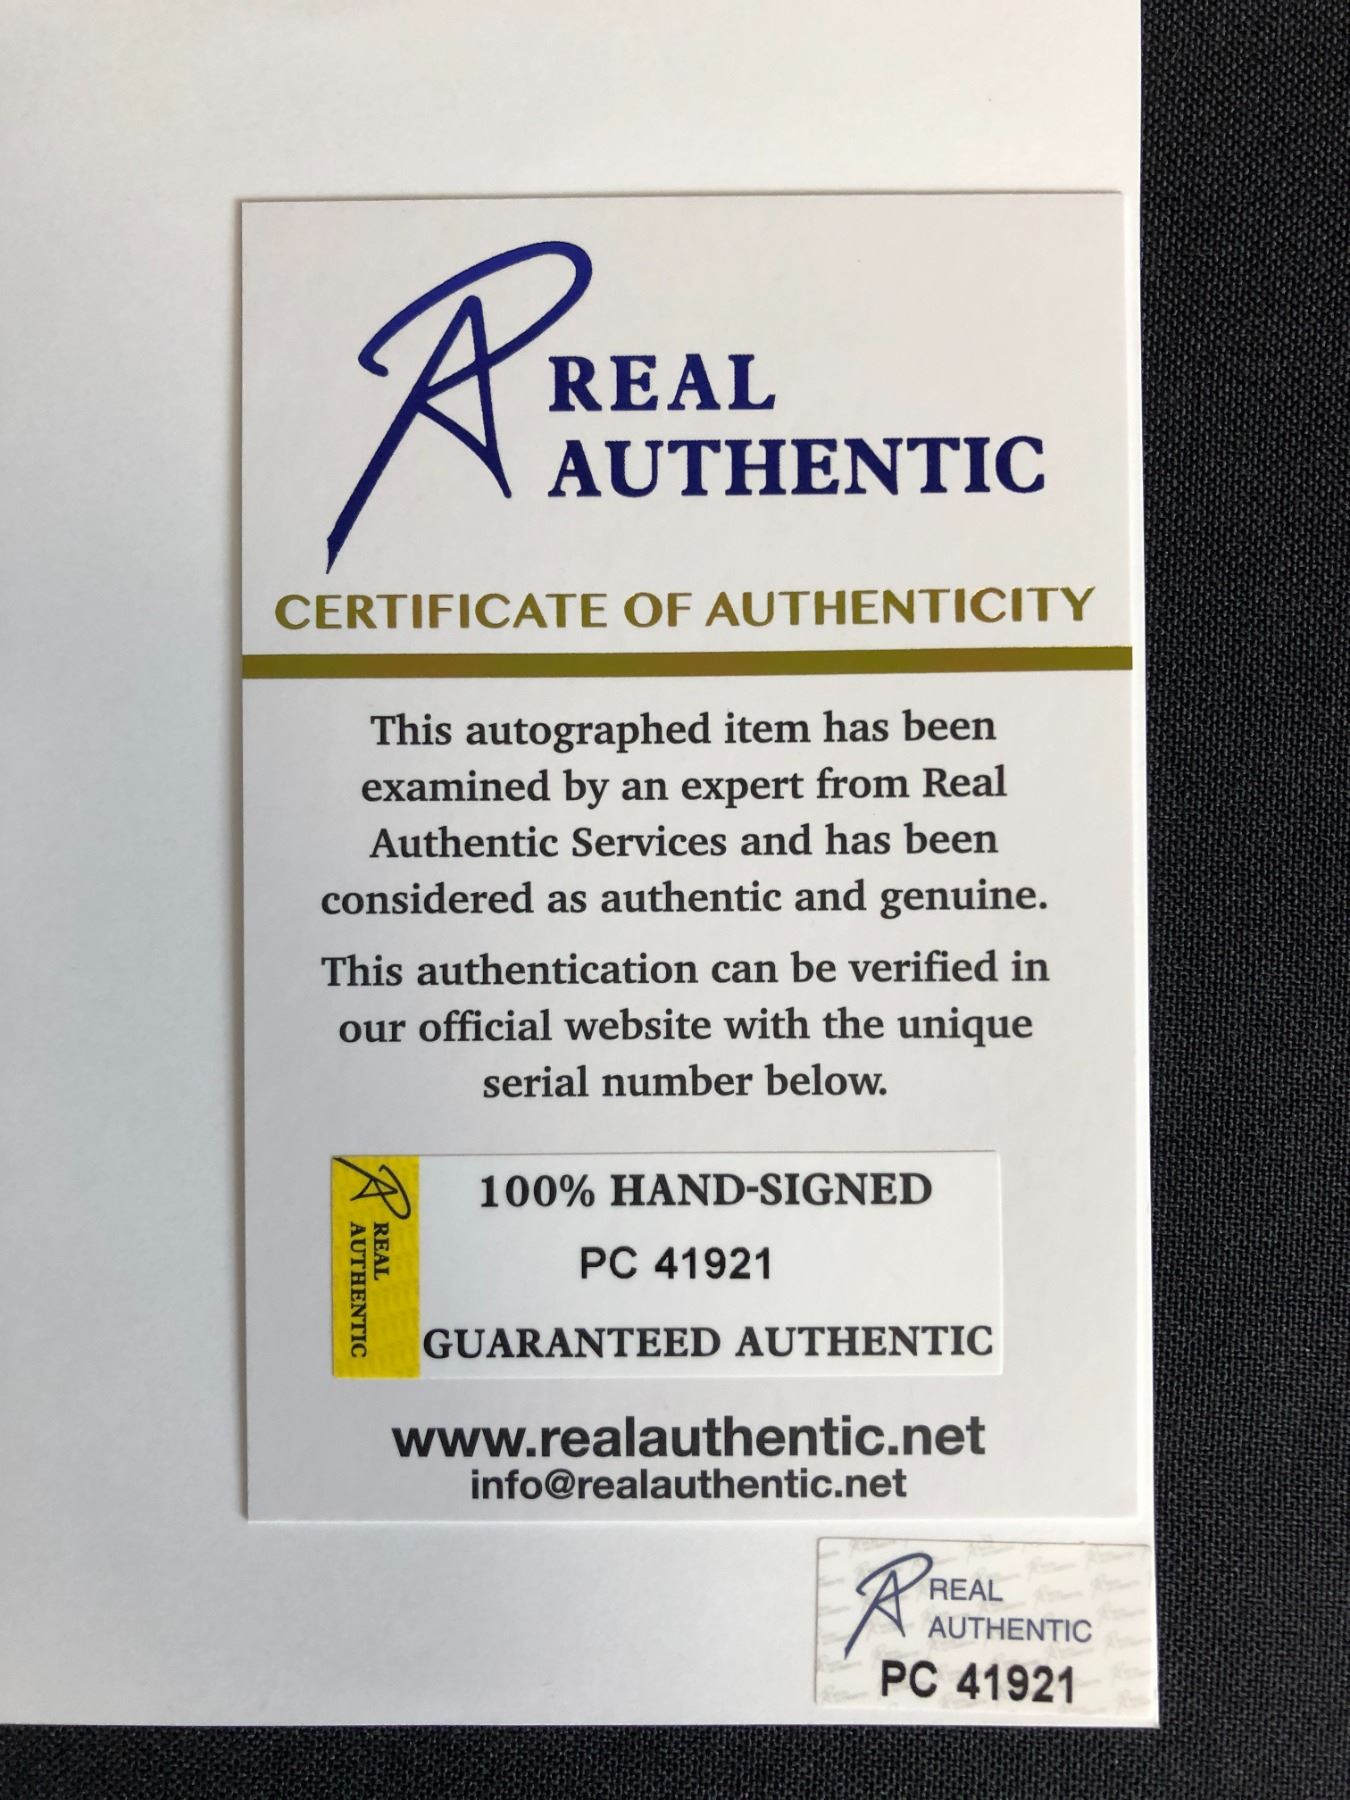 REAL
AUTHENTIC
CERTIFICATE OF AUTHENTICITY
This autographed item has been
examined by an expert from Real
Authentic Services and has been
considered as authentic and genuine.
This authentication can be verified in
our official website with the unique
serial number below.
REAL
AUTHENTIC
100% HAND-SIGNED
PC 41921
GUARANTEED AUTHENTIC
www.realauthentic.net
info@realauthentic.net
REAL
AUTHENTIC
PC 41921